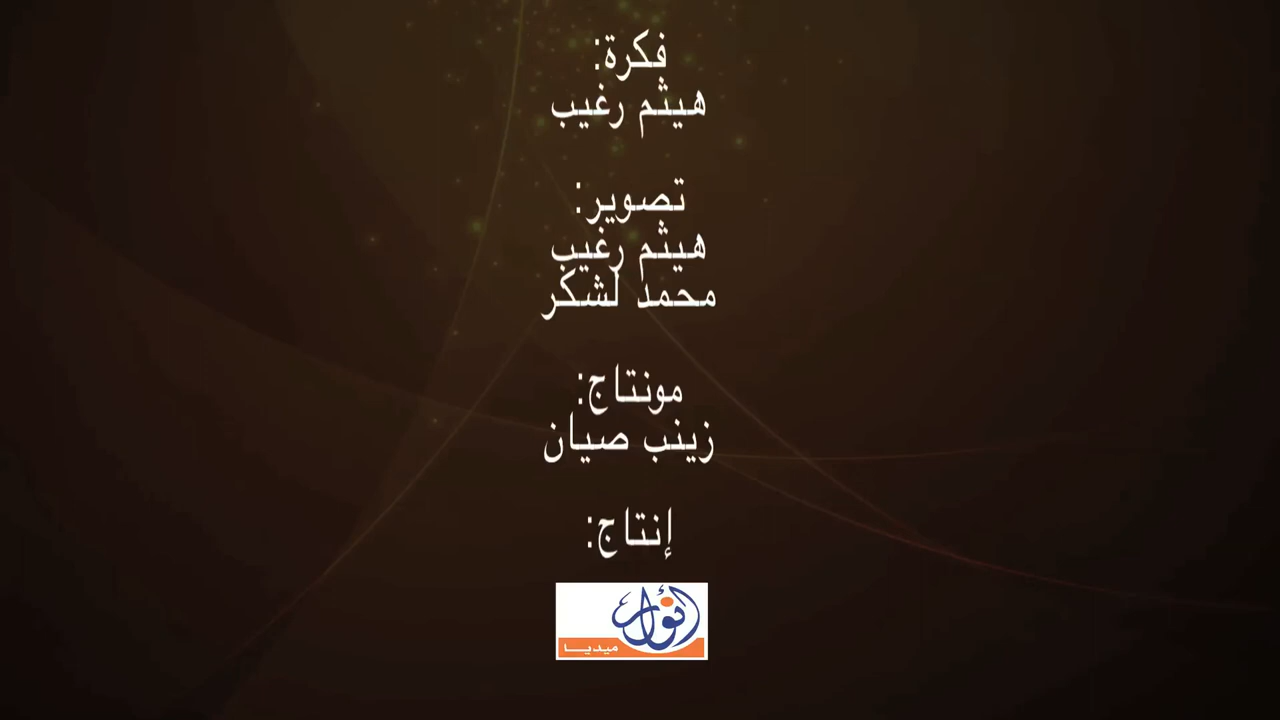 فكرة:
هيثم رغيب
تصوير:
هيثم رغيب
محمد لشكر
مونتاج:
زينب صيان
إنتاج:
أنوار
ميديا